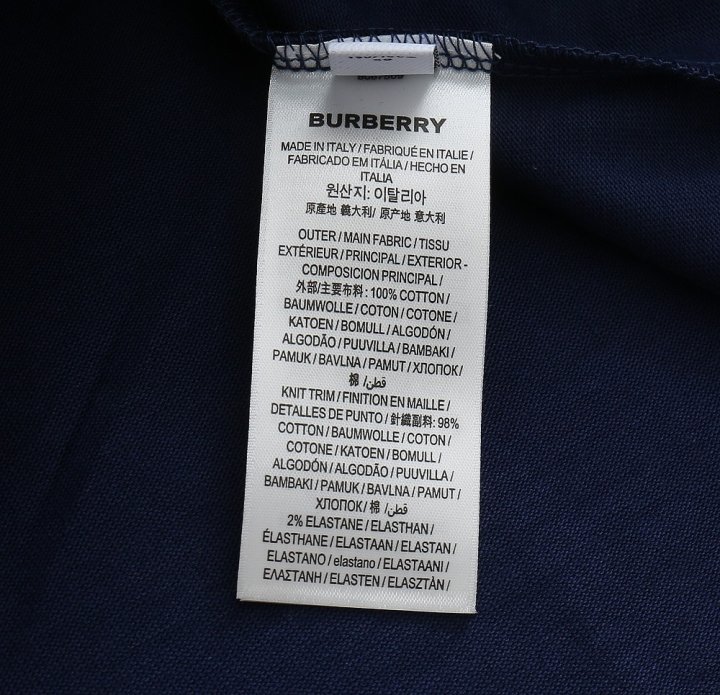 BURBERRY
MADE IN ITALY / FABRIQUÉ EN ITALIE /
FABRICADO EM ITÁLIA / HECHO EN
ITALIA
원산지: 이탈리아
原產地 義大利/ 原产地 意大利
OUTER / MAIN FABRIC / TISSU
EXTÉRIEUR / PRINCIPAL / EXTERIOR -
COMPOSICION PRINCIPAL /
外部/主要布料: 100% COTTON /
BAUMWOLLE / COTON / COTONE /
KATOEN / BOMULL / ALGODÓN /
ALGODÃO / PUUVILLA / BAMBAKI /
PAMUK / BAVLNA / PAMUT / ХЛОПОК /
棉 /قطن
KNIT TRIM / FINITION EN MAILLE /
DETALLES DE PUNTO / 針織副料: 98%
COTTON / BAUMWOLLE / COTON /
COTONE / KATOEN / BOMULL /
ALGODÓN / ALGODÃO / PUUVILLA /
BAMBAKI / PAMUK / BAVLNA / PAMUT /
ХЛОПОК / 棉 /قطن
2% ELASTANE / ELASTHAN /
ÉLASTHANE / ELASTAAN / ELASTAN /
ELASTANO / elastano / ELASTAANI /
ΕΛΑΣΤΑΝΗ / ELASTEN / ELASZTÀN /